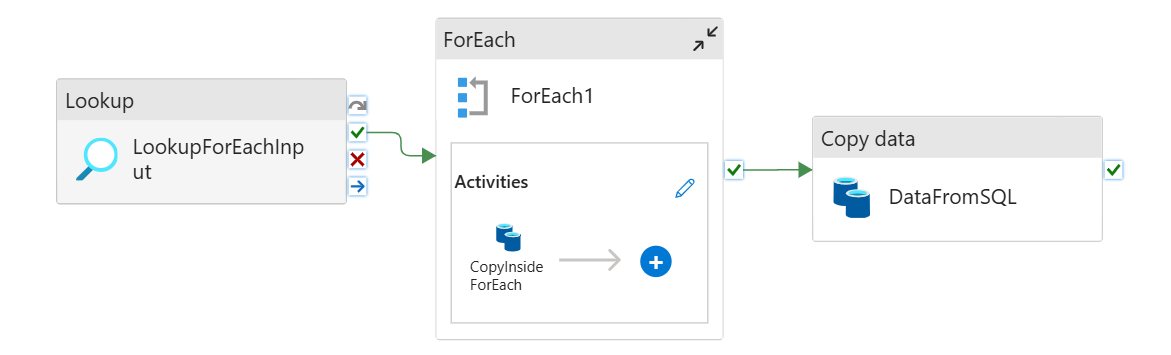 Lookup
LookupForEachInp
ut
ForEach
ForEach1
Activities
CopyInside
ForEach
Copy data
DataFromSQL